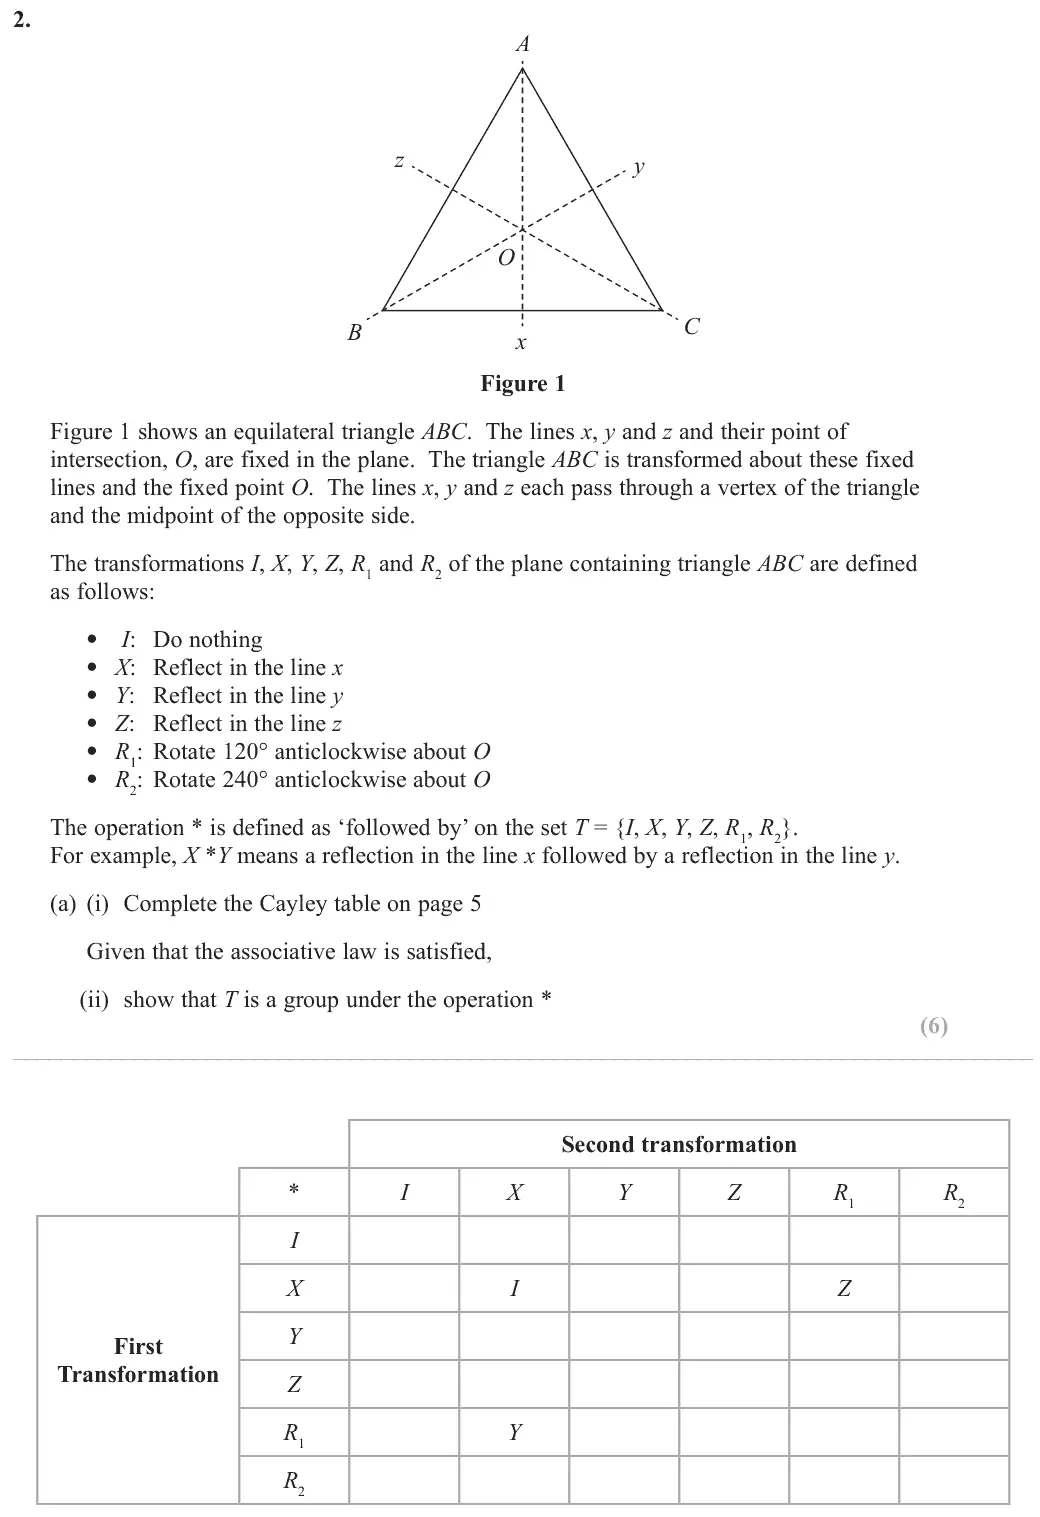 2.
A
z
y
O
B
C
x
Figure 1
Figure 1 shows an equilateral triangle ABC. The lines x, y and z and their point of
intersection, O, are fixed in the plane. The triangle ABC is transformed about these fixed
lines and the fixed point O. The lines x, y and z each pass through a vertex of the triangle
and the midpoint of the opposite side.
The transformations I, X, Y, Z, R₁ and R₂ of the plane containing triangle ABC are defined
as follows:
• I: Do nothing
• X: Reflect in the line x
• Y: Reflect in the line y
• Z: Reflect in the line z
• R₁: Rotate 120° anticlockwise about O
• R₂: Rotate 240° anticlockwise about O
The operation * is defined as ‘followed by’ on the set T = {I, X, Y, Z, R₁, R₂}.
For example, X *Y means a reflection in the line x followed by a reflection in the line y.
(a) (i) Complete the Cayley table on page 5
Given that the associative law is satisfied,
(ii) show that T is a group under the operation *
(6)
Second transformation
* I X Y Z R₁ R₂
I
X I Z
Y
First
Transformation
Z
R₁ Y
R₂